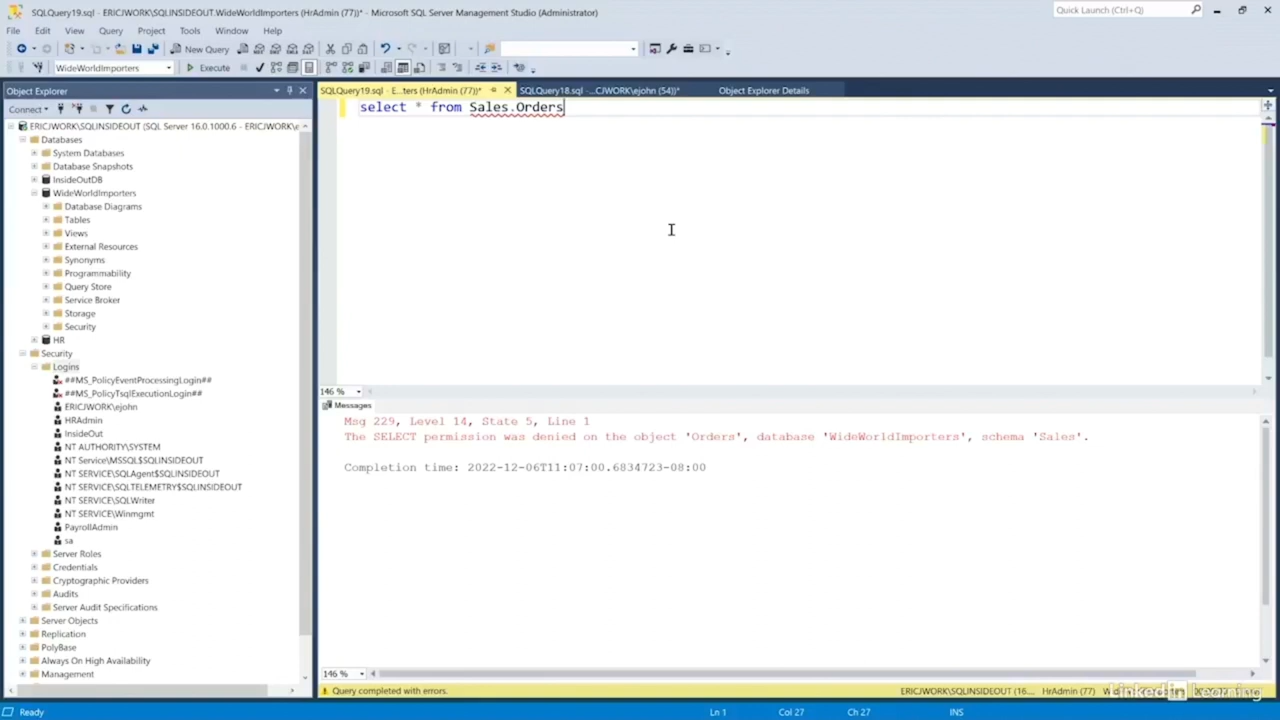 SQLQuery19.sql - ERICJWORK\SQLINSIDEOUT.WideWorldImporters (HrAdmin (77))* - Microsoft SQL Server Management Studio (Administrator)
Quick Launch (Ctrl+Q)
File Edit View Query Project Tools Window Help
New Query
WideWorldImporters Execute
Object Explorer
SQLQuery19.sql - E...ters (HrAdmin (77))* SQLQuery18.sql - ...CJWORK\ejohn (54))* Object Explorer Details
Connect
select * from Sales.Orders
ERICJWORK\SQLINSIDEOUT (SQL Server 16.0.1000.6 - ERICJWORK\e
Databases
System Databases
Database Snapshots
InsideOutDB
WideWorldImporters
Database Diagrams
Tables
Views
External Resources
Synonyms
Programmability
Query Store
Service Broker
Storage
Security
HR
Security
Logins
##MS_PolicyEventProcessingLogin##
##MS_PolicyTsqlExecutionLogin##
ERICJWORK\ejohn
HRAdmin
InsideOut
NT AUTHORITY\SYSTEM
NT Service\MSSQL$SQLINSIDEOUT
NT SERVICE\SQLAgent$SQLINSIDEOUT
NT SERVICE\SQLTELEMETRY$SQLINSIDEOUT
NT SERVICE\SQLWriter
NT SERVICE\Winmgmt
PayrollAdmin
sa
Server Roles
Credentials
Cryptographic Providers
Audits
Server Audit Specifications
Server Objects
Replication
PolyBase
Always On High Availability
Management
146 %
Messages
Msg 229, Level 14, State 5, Line 1
The SELECT permission was denied on the object 'Orders', database 'WideWorldImporters', schema 'Sales'.
Completion time: 2022-12-06T11:07:00.6834723-08:00
146 %
Query completed with errors. ERICJWORK\SQLINSIDEOUT (16.... HrAdmin (77)
LinkedIn Learning
Ready Ln 1 Col 27 Ch 27 INS